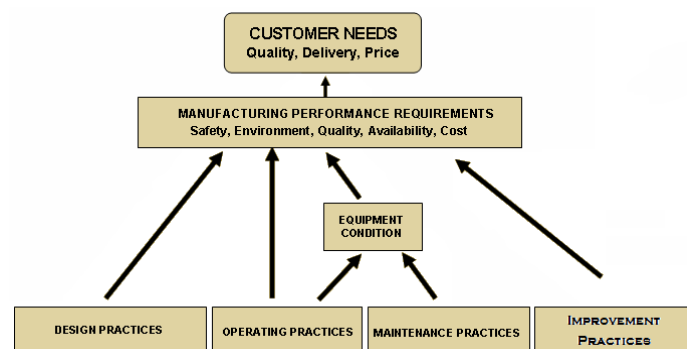 CUSTOMER NEEDS
Quality, Delivery, Price
MANUFACTURING PERFORMANCE REQUIREMENTS
Safety, Environment, Quality, Availability, Cost
EQUIPMENT
CONDITION
DESIGN PRACTICES
OPERATING PRACTICES
MAINTENANCE PRACTICES
IMPROVEMENT
PRACTICES